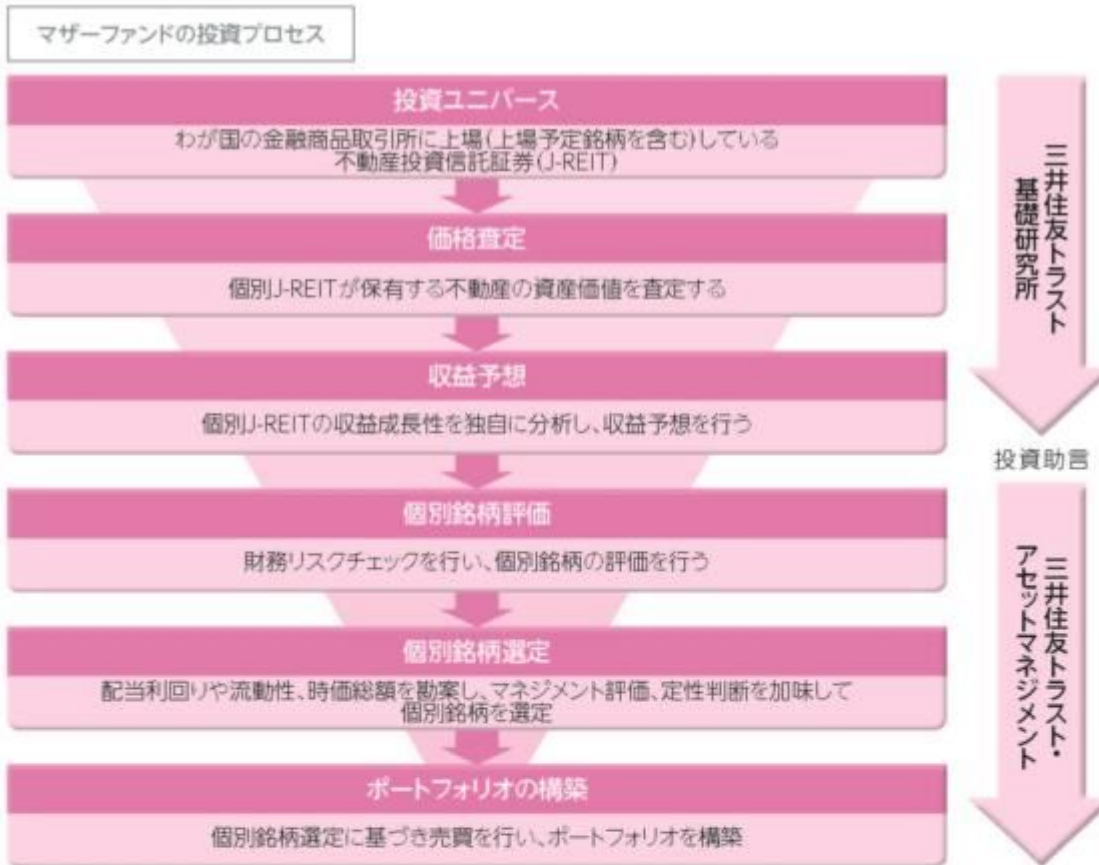 マザーファンドの投資プロセス
投資ユニバース
わが国の金融商品取引所に上場(上場予定銘柄を含む)している
不動産投資信託証券(J-REIT)
価格査定
個別J-REITが保有する不動産の資産価値を査定する
収益予想
個別J-REITの収益成長性を独自に分析し、収益予想を行う
個別銘柄評価
財務リスクチェックを行い、個別銘柄の評価を行う
個別銘柄選定
配当利回りや流動性、時価総額を勘案し、マネジメント評価、定性判断を加味して
個別銘柄を選定
ポートフォリオの構築
個別銘柄選定に基づき売買を行い、ポートフォリオを構築
三井住友トラスト
基礎研究所
投資助言
三井住友トラスト・
アセットマネジメント